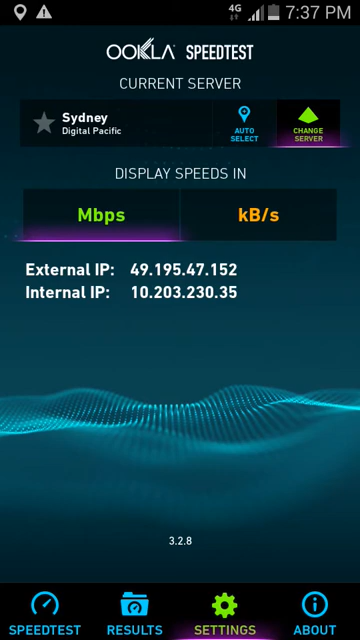 4G 7:37 PM
OOKLA SPEEDTEST
CURRENT SERVER
Sydney
Digital Pacific
AUTO
SELECT
CHANGE
SERVER
DISPLAY SPEEDS IN
Mbps kB/s
External IP: 49.195.47.152
Internal IP: 10.203.230.35
3.2.8
SPEEDTEST RESULTS SETTINGS ABOUT